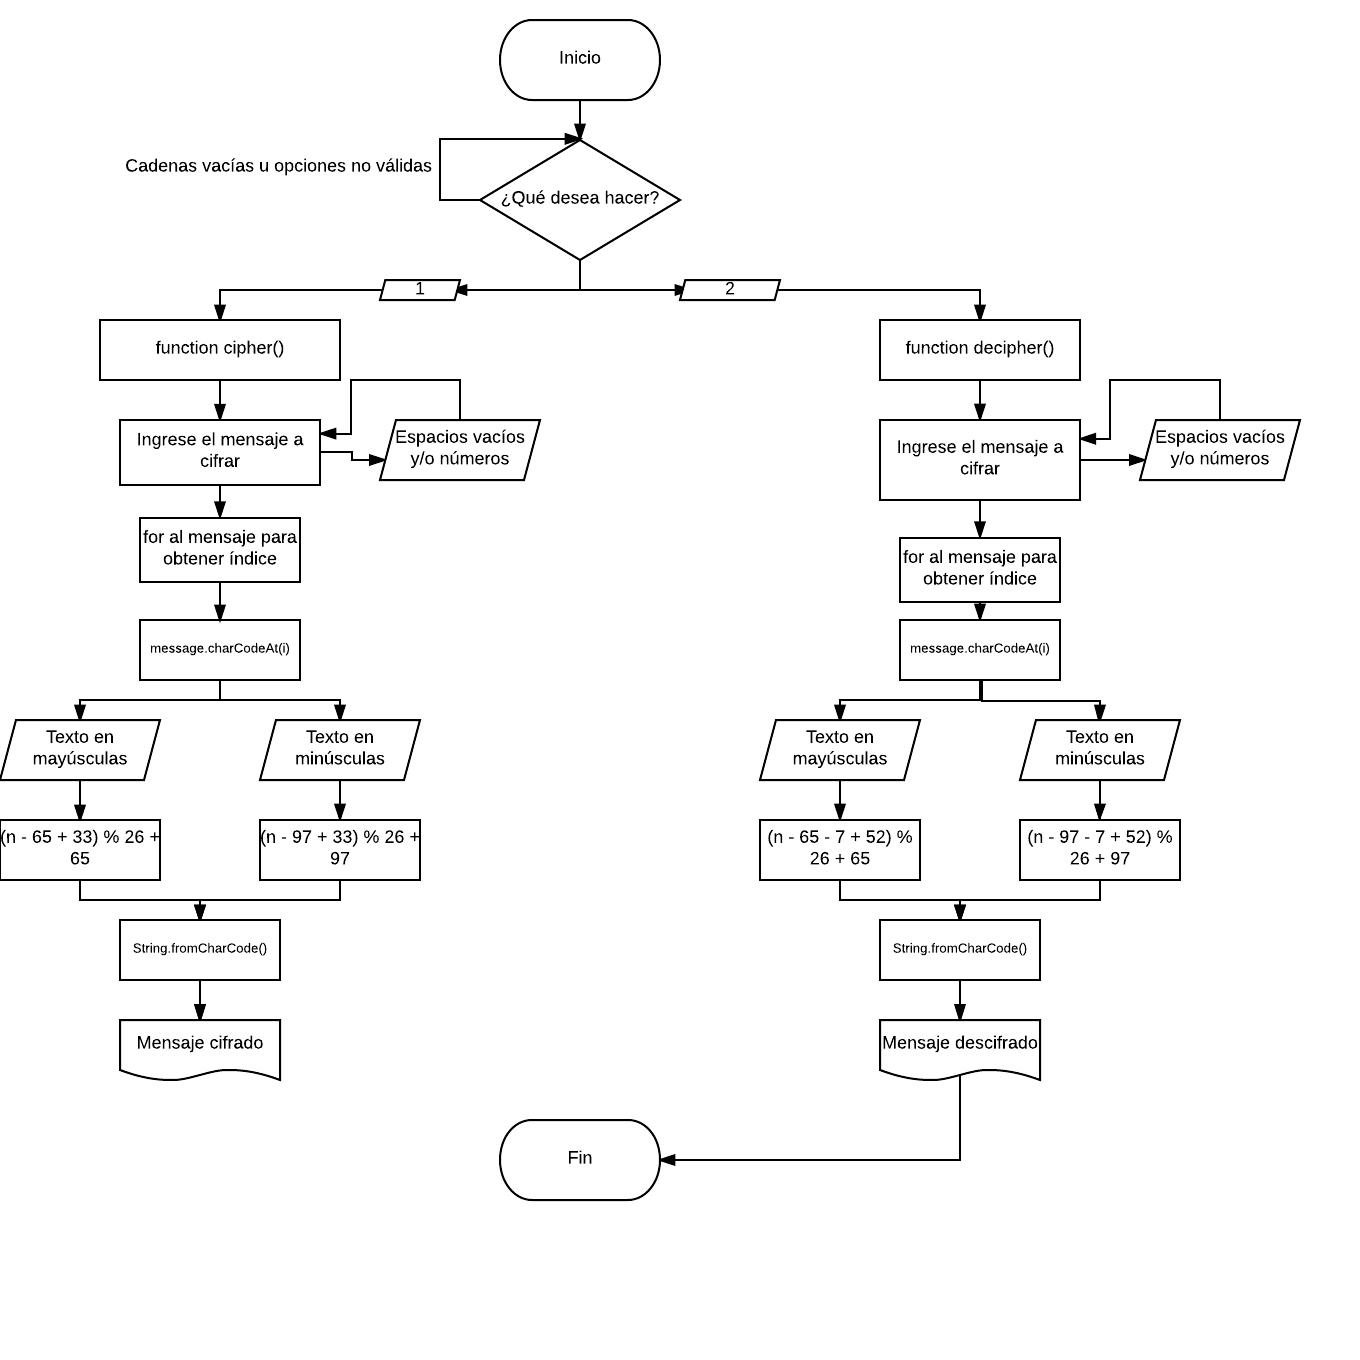 Inicio
Cadenas vacías u opciones no válidas
¿Qué desea hacer?
1
2
function cipher()
function decipher()
Ingrese el mensaje a
cifrar
Espacios vacíos
y/o números
Ingrese el mensaje a
cifrar
Espacios vacíos
y/o números
for al mensaje para
obtener índice
for al mensaje para
obtener índice
message.charCodeAt(i)
message.charCodeAt(i)
Texto en
mayúsculas
Texto en
minúsculas
Texto en
mayúsculas
Texto en
minúsculas
(n - 65 + 33) % 26 +
65
(n - 97 + 33) % 26 +
97
(n - 65 - 7 + 52) %
26 + 65
(n - 97 - 7 + 52) %
26 + 97
String.fromCharCode()
String.fromCharCode()
Mensaje cifrado
Mensaje descifrado
Fin